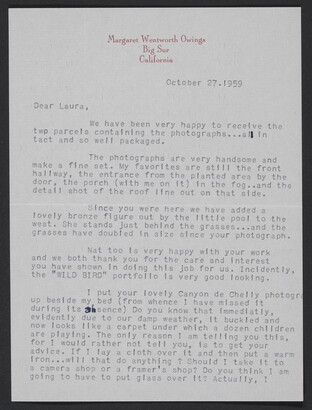 Margaret Wentworth Owings
Big Sur
California
October 27.1959
Dear Laura,
We have been very happy to receive the
twp parcels containing the photographs...all in
tact and so well packaged.
The photographs are very handsome and
make a fine set. My favorites are still the front
hallway, the entrance from the planted area by the
door, the porch (with me on it) in the fog..and the
detail shot of the roof line out on that side.
Since you were here we have added a
lovely bronze figure out by the little pool to the
west. She stands just behind the grasses...and the
grasses have doubled in size since your photograph.
Nat too is very happy with your work
and we both thank you for the care and interest
you have shown in doing this job for us. Incidently,
the "WILD BIRD" portfolio is very good looking.
I put your lovely Canyon de Chelly photogra
up beside my bed (from whence I have missed it
during its absence) Do you know that immediatly,
evidently due to our damp weather, it buckled and
now looks like a carpet under which a dozen children
are playing. The only reason I am telling you this,
for I would rather not tell you, is to get your
advice. If I lay a cloth over it and then put a warm
iron...will that do anything? Should I take it to
a camera shop or a framer's shop? Do you think I am
going to have to put glass over it? Actually, I